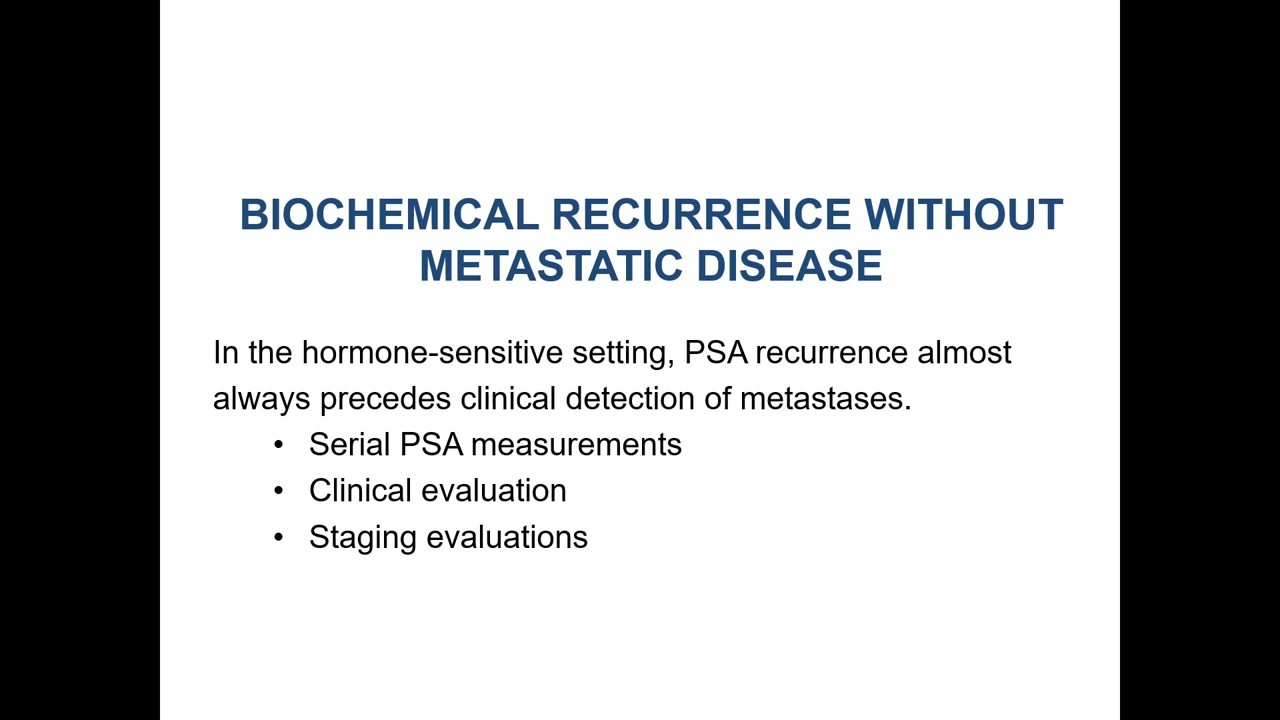 BIOCHEMICAL RECURRENCE WITHOUT
METASTATIC DISEASE
In the hormone-sensitive setting, PSA recurrence almost
always precedes clinical detection of metastases.
• Serial PSA measurements
• Clinical evaluation
• Staging evaluations